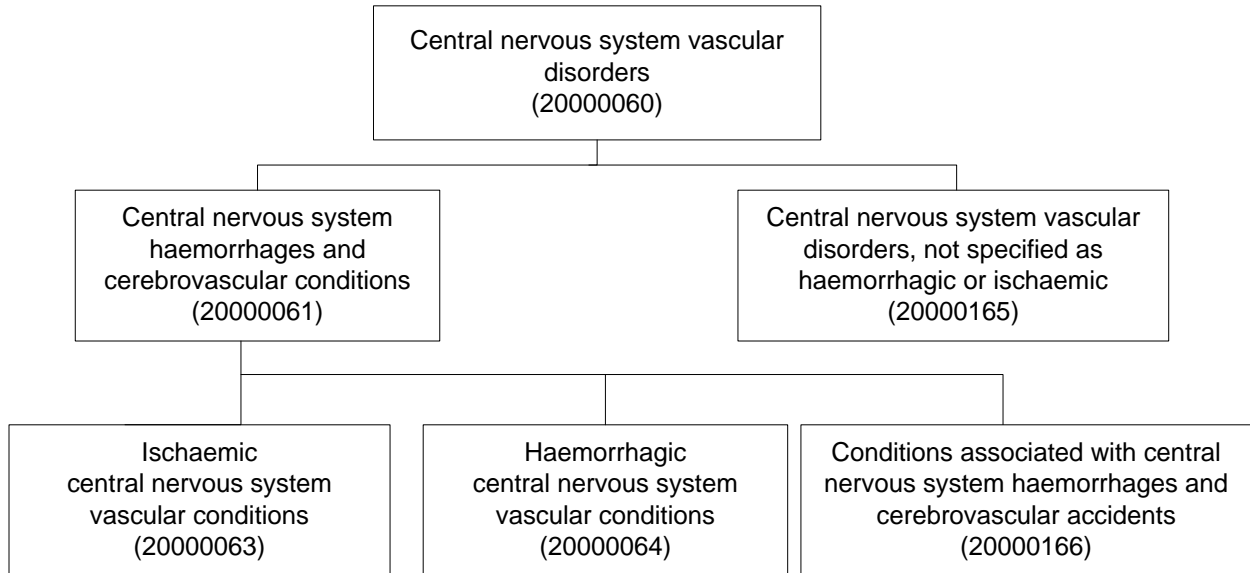 Central nervous system vascular
disorders
(20000060)
Central nervous system
haemorrhages and
cerebrovascular conditions
(20000061)
Central nervous system vascular
disorders, not specified as
haemorrhagic or ischaemic
(20000165)
Ischaemic
central nervous system
vascular conditions
(20000063)
Haemorrhagic
central nervous system
vascular conditions
(20000064)
Conditions associated with central
nervous system haemorrhages and
cerebrovascular accidents
(20000166)